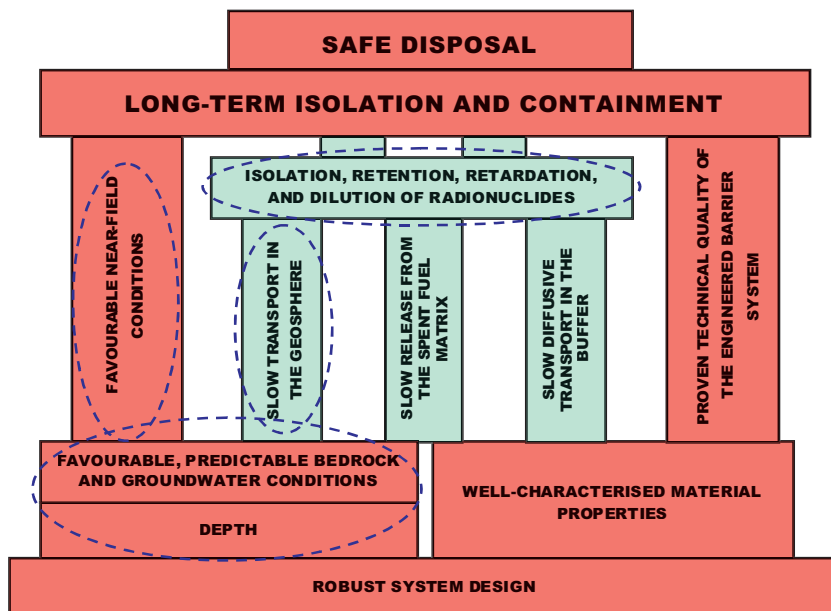 SAFE DISPOSAL
LONG-TERM ISOLATION AND CONTAINMENT
ISOLATION, RETENTION, RETARDATION,
AND DILUTION OF RADIONUCLIDES
FAVOURABLE NEAR-FIELD
CONDITIONS
SLOW TRANSPORT IN
THE GEOSPHERE
SLOW RELEASE FROM
THE SPENT FUEL
MATRIX
SLOW DIFFUSIVE
TRANSPORT IN THE
BUFFER
PROVEN TECHNICAL QUALITY OF
THE ENGINEERED BARRIER
SYSTEM
FAVOURABLE, PREDICTABLE BEDROCK
AND GROUNDWATER CONDITIONS
DEPTH
WELL-CHARACTERISED MATERIAL
PROPERTIES
ROBUST SYSTEM DESIGN